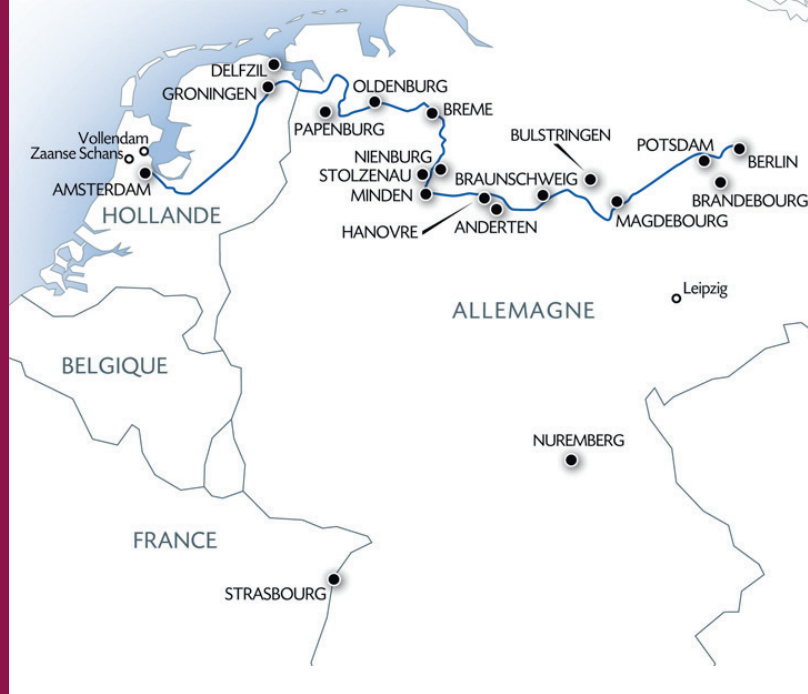 DELFZIL
GRONINGEN
OLDENBURG
PAPENBURG
BREME
Vollendam
Zaanse Schans
AMSTERDAM
HOLLANDE
NIENBURG
STOLZENAU
MINDEN
BULSTRINGEN
BRAUNSCHWEIG
POTSDAM
BERLIN
BRANDEBOURG
MAGDEBOURG
HANOVRE
ANDERTEN
Leipzig
ALLEMAGNE
BELGIQUE
NUREMBERG
FRANCE
STRASBOURG